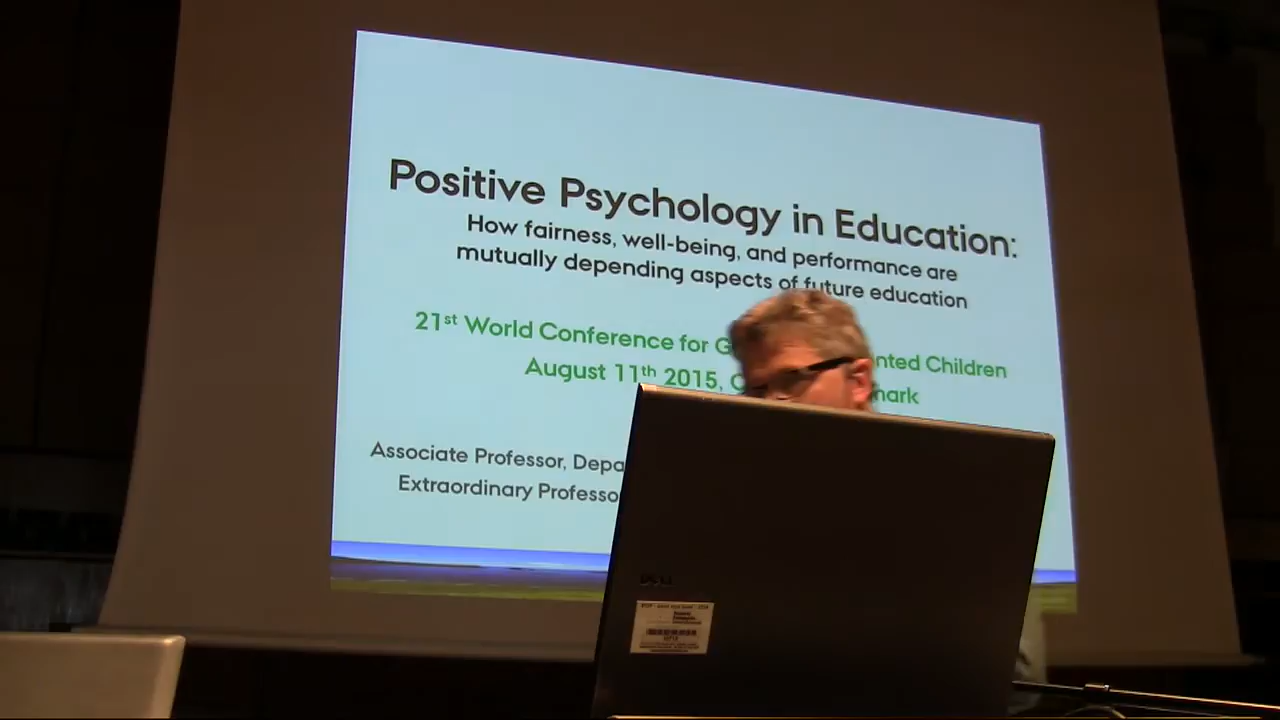 Positive Psychology in Education:
How fairness, well-being, and performance are
mutually depending aspects of future education
21st World Conference for G nted Children
August 11th 2015, O mark
Associate Professor, Depa
Extraordinary Professo
DELL